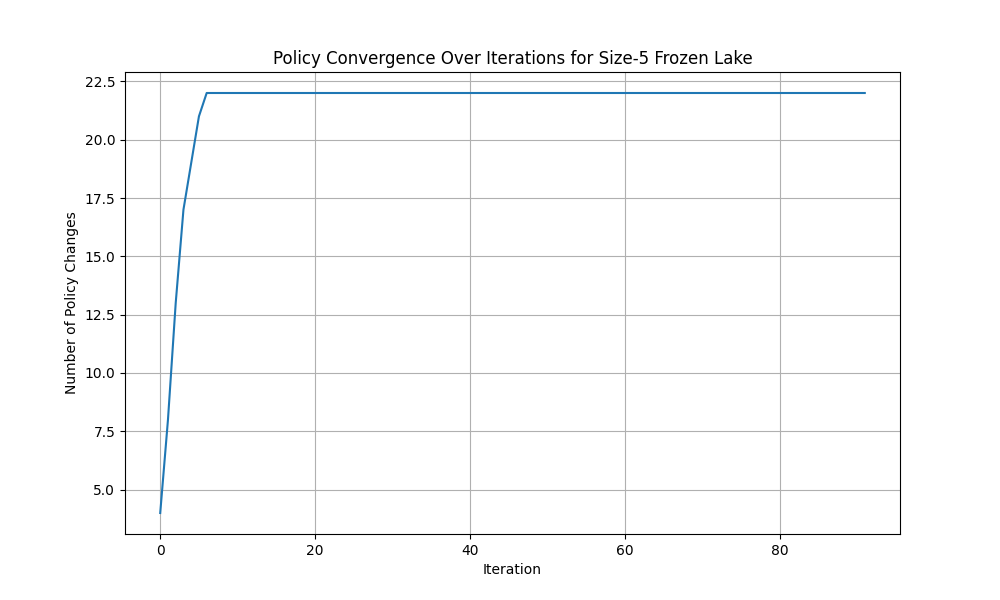 Policy Convergence Over Iterations for Size-5 Frozen Lake
22.5
20.0
17.5
15.0
12.5
10.0
7.5
5.0
Number of Policy Changes
0 20 40 60 80
Iteration